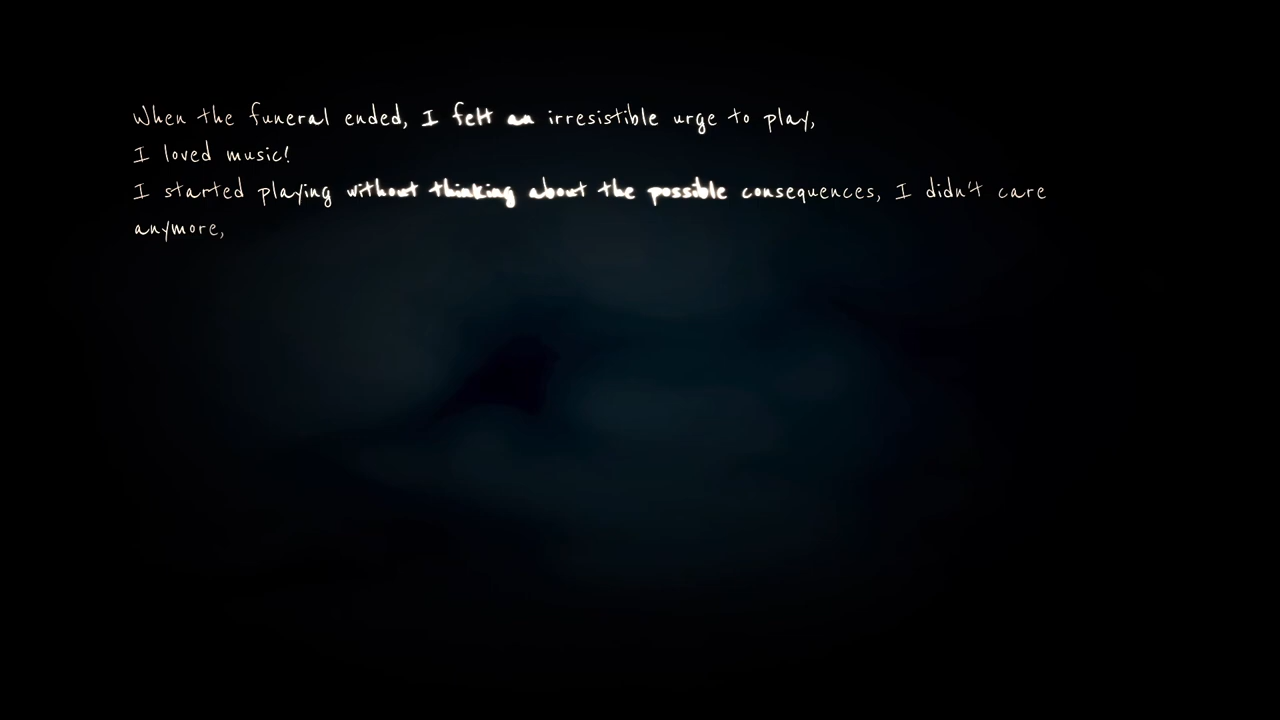 When the funeral ended, I felt an irresistible urge to play,
I loved music!
I started playing without thinking about the possible consequences, I didn't care
anymore,